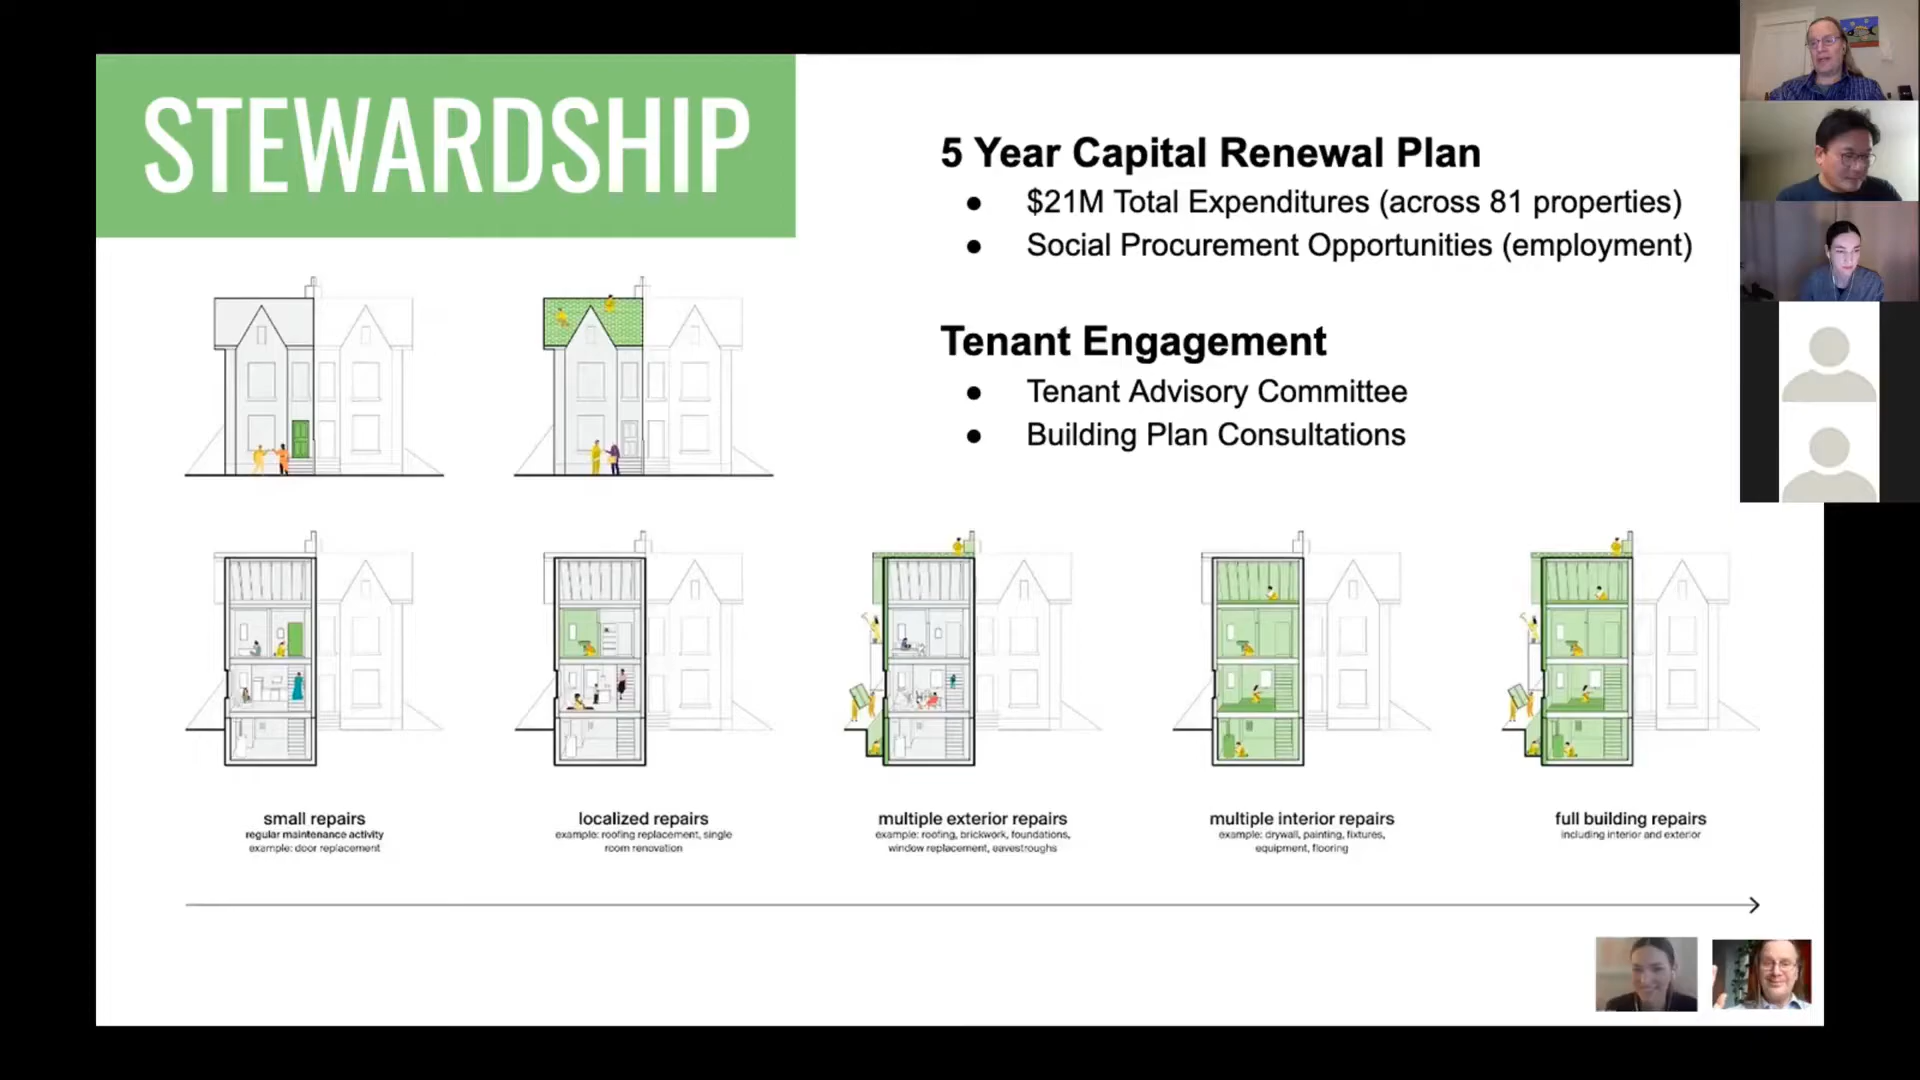 STEWARDSHIP
5 Year Capital Renewal Plan
● $21M Total Expenditures (across 81 properties)
● Social Procurement Opportunities (employment)
Tenant Engagement
● Tenant Advisory Committee
● Building Plan Consultations
small repairs
regular maintenance activity
example: door replacement
localized repairs
example: roofing replacement, single
room renovation
multiple exterior repairs
example: roofing, brickwork, foundations,
window replacement, eavestroughs
multiple interior repairs
example: drywall, painting, fixtures,
equipment, flooring
full building repairs
including interior and exterior